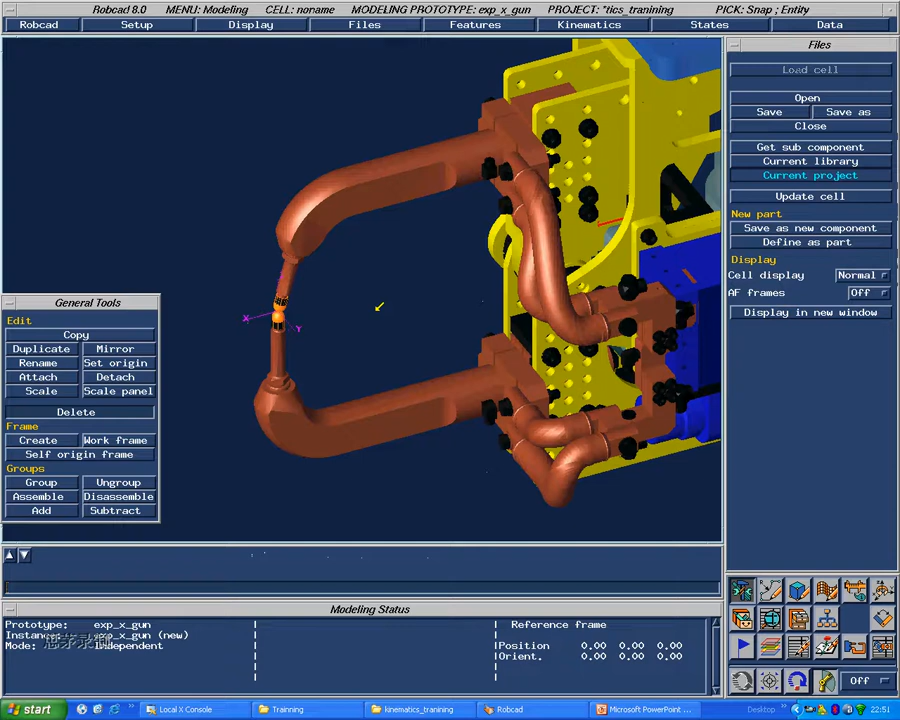 Robcad! 8.0 MENU: Modeling CELL: noname MODELING PROTOTYPE: exp_x_gun PROJECT: "tics_tranining PICK: Snap ; Entity
Robcad Setup Display Files Features Kinematics States Data
Files
Load cell
Open
Save Save as
Close
Get sub component
Current library
Current project
Update cell
New part
Save as new component
Define as part
Display
Cell display Normal
AF frames Off
Display in new window
X
Y
General Tools
Edit
Copy
Duplicate Mirror
Rename Set origin
Attach Detach
Scale Scale panel
Delete
Frame
Create Work frame
Self origin frame
Groups
Group Ungroup
Assemble Disassemble
Add Subtract
Modeling Status
Prototype: exp_x_gun
Instance: exp_x_gun (new)
Mode: Independent
Reference frame
Position 0.00 0.00 0.00
Orient. 0.00 0.00 0.00
Off
start Local X Console Trainning kinematics_tranining Robcad Microsoft PowerPoint ... Desktop 22:51